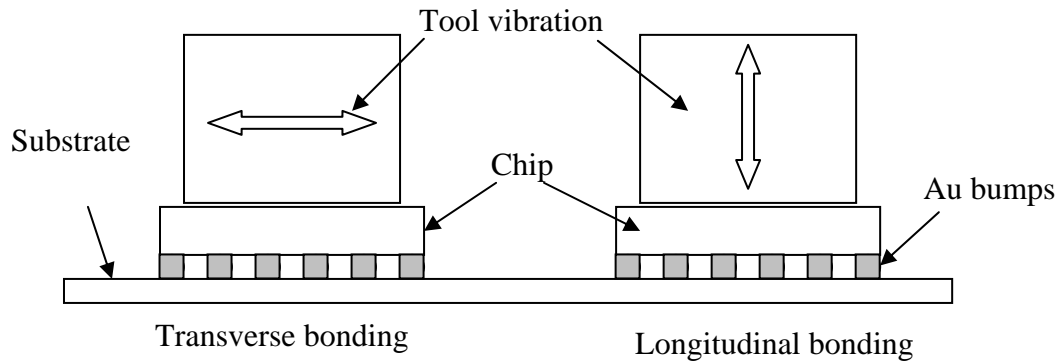 Tool vibration
Substrate
Chip
Au bumps
Transverse bonding
Longitudinal bonding